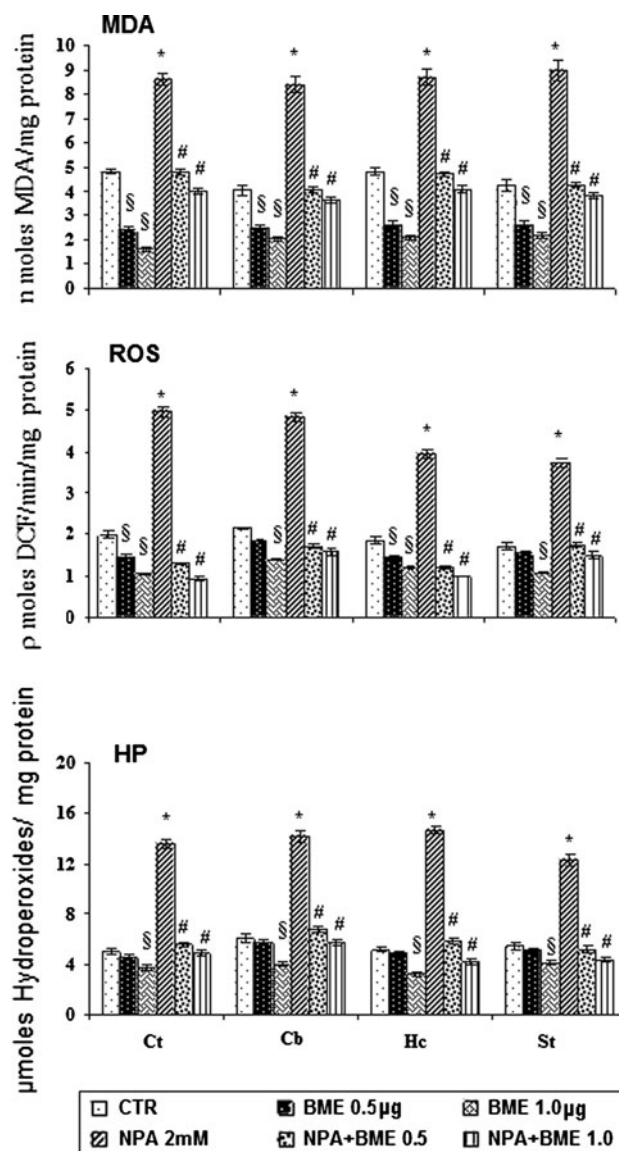 MDA
n moles MDA/mg protein
10
9
8
7
6
5
4
3
2
1
0
§ § * # #
§ § * # #
§ § * # #
§ § * # #
ROS
ρ moles DCF/min/mg protein
6
5
4
3
2
1
0
§ § * # #
§ * # #
§ § * # #
§ * # #
HP
µmoles Hydroperoxides/ mg protein
20
16
12
8
4
0
§ * # #
§ * # #
§ * # #
§ * # #
Ct Cb Hc St
CTR BME 0.5µg BME 1.0µg
NPA 2mM NPA+BME 0.5 NPA+BME 1.0